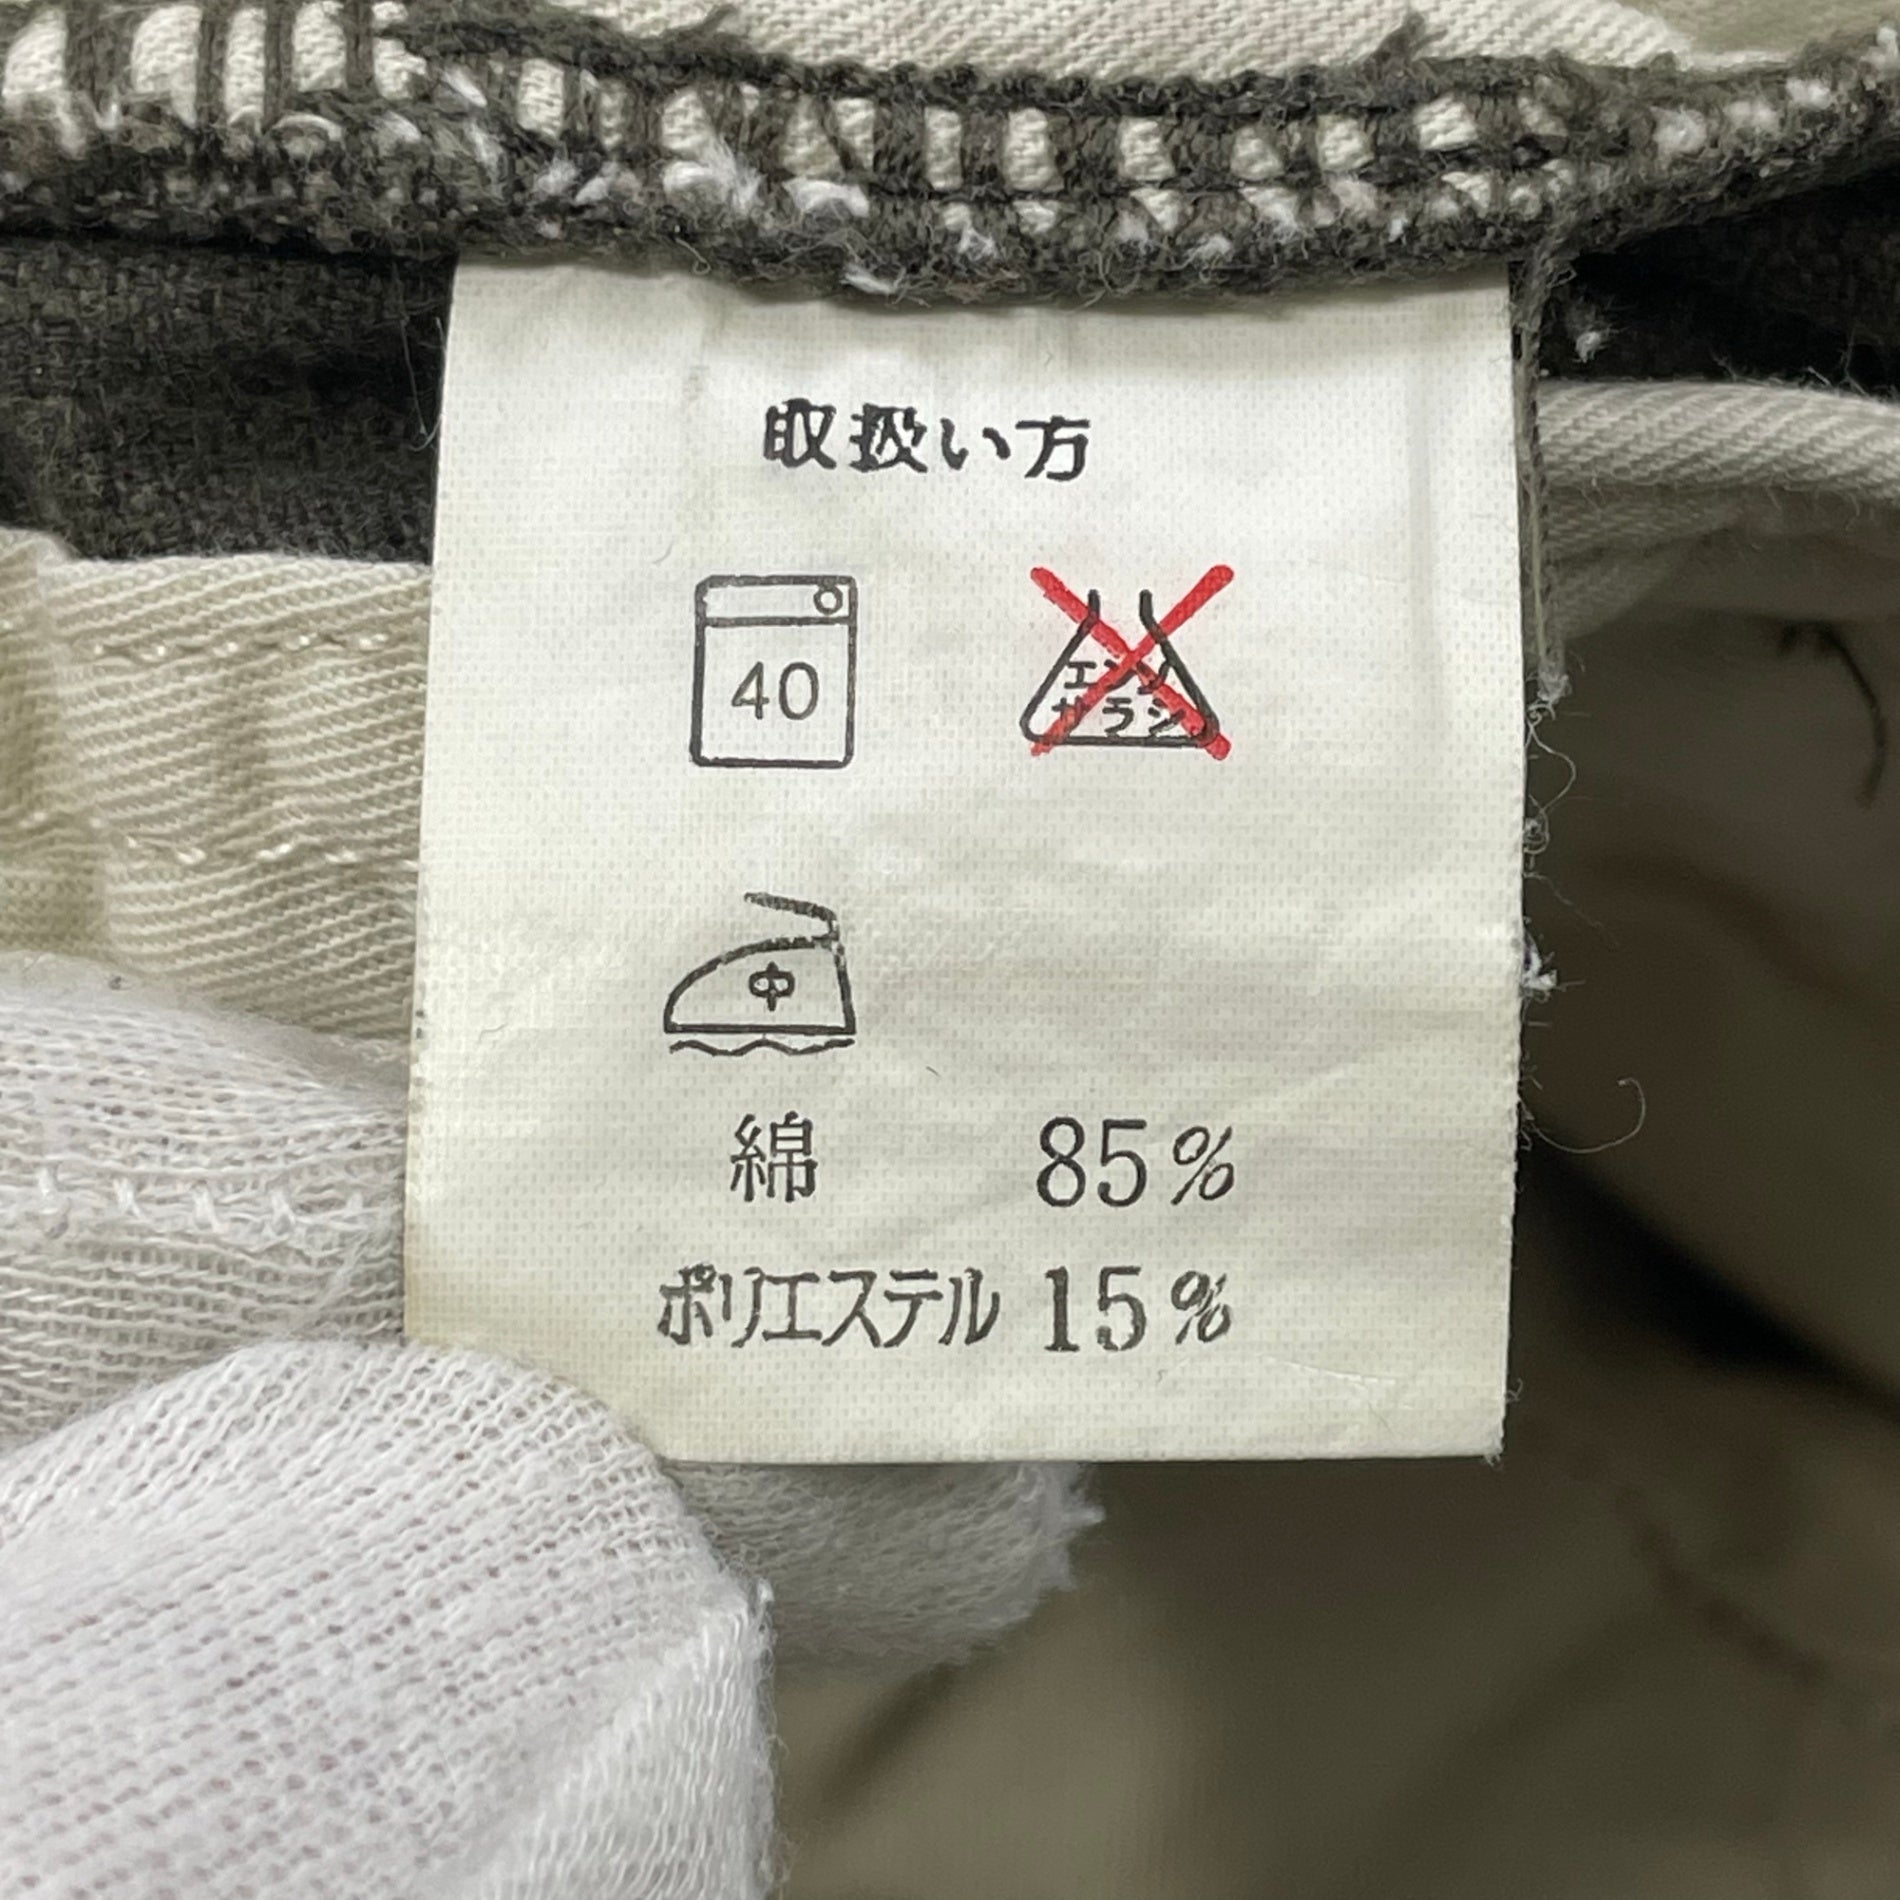 取扱い方
40
エンソ
サラシ
中
綿 85%
ポリエステル 15%